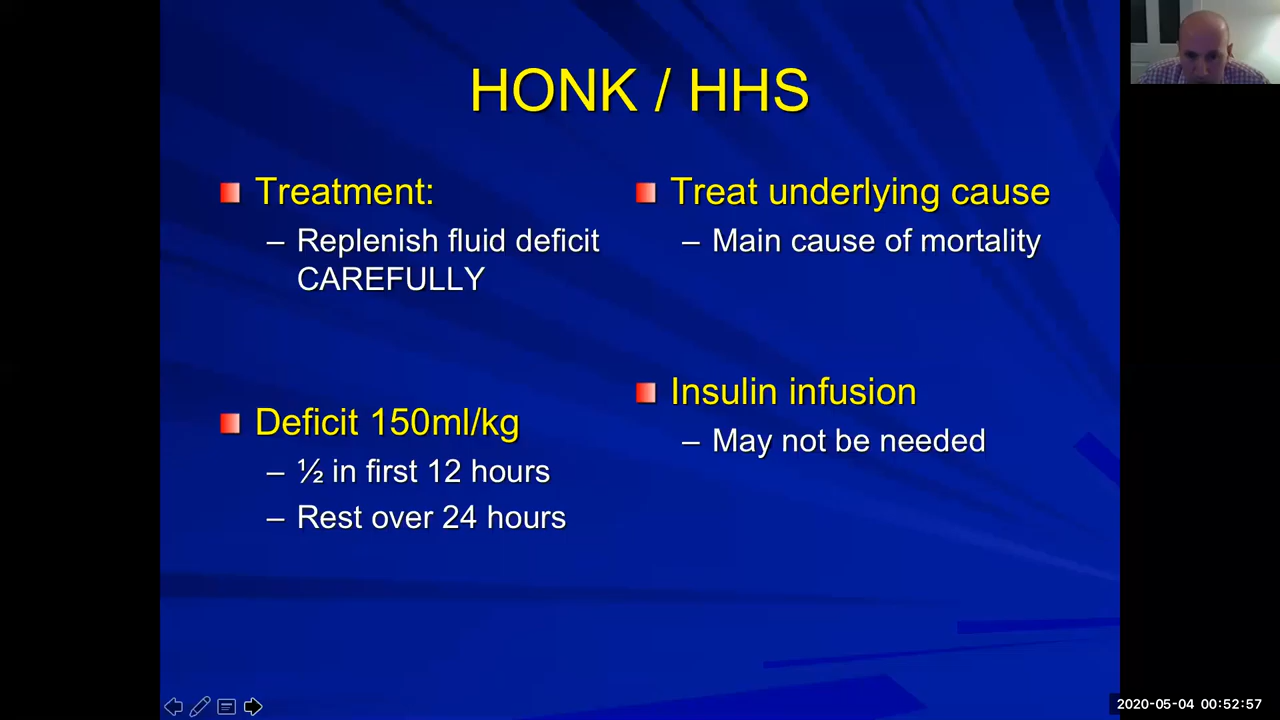 HONK / HHS
Treatment:
– Replenish fluid deficit
CAREFULLY
Deficit 150ml/kg
– ½ in first 12 hours
– Rest over 24 hours
Treat underlying cause
– Main cause of mortality
Insulin infusion
– May not be needed
2020-05-04 00:52:57